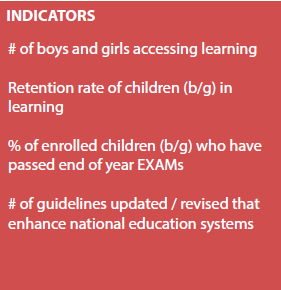 INDICATORS
# of boys and girls accessing learning
Retention rate of children (b/g) in
learning
% of enrolled children (b/g) who have
passed end of year EXAMs
# of guidelines updated / revised that
enhance national education systems